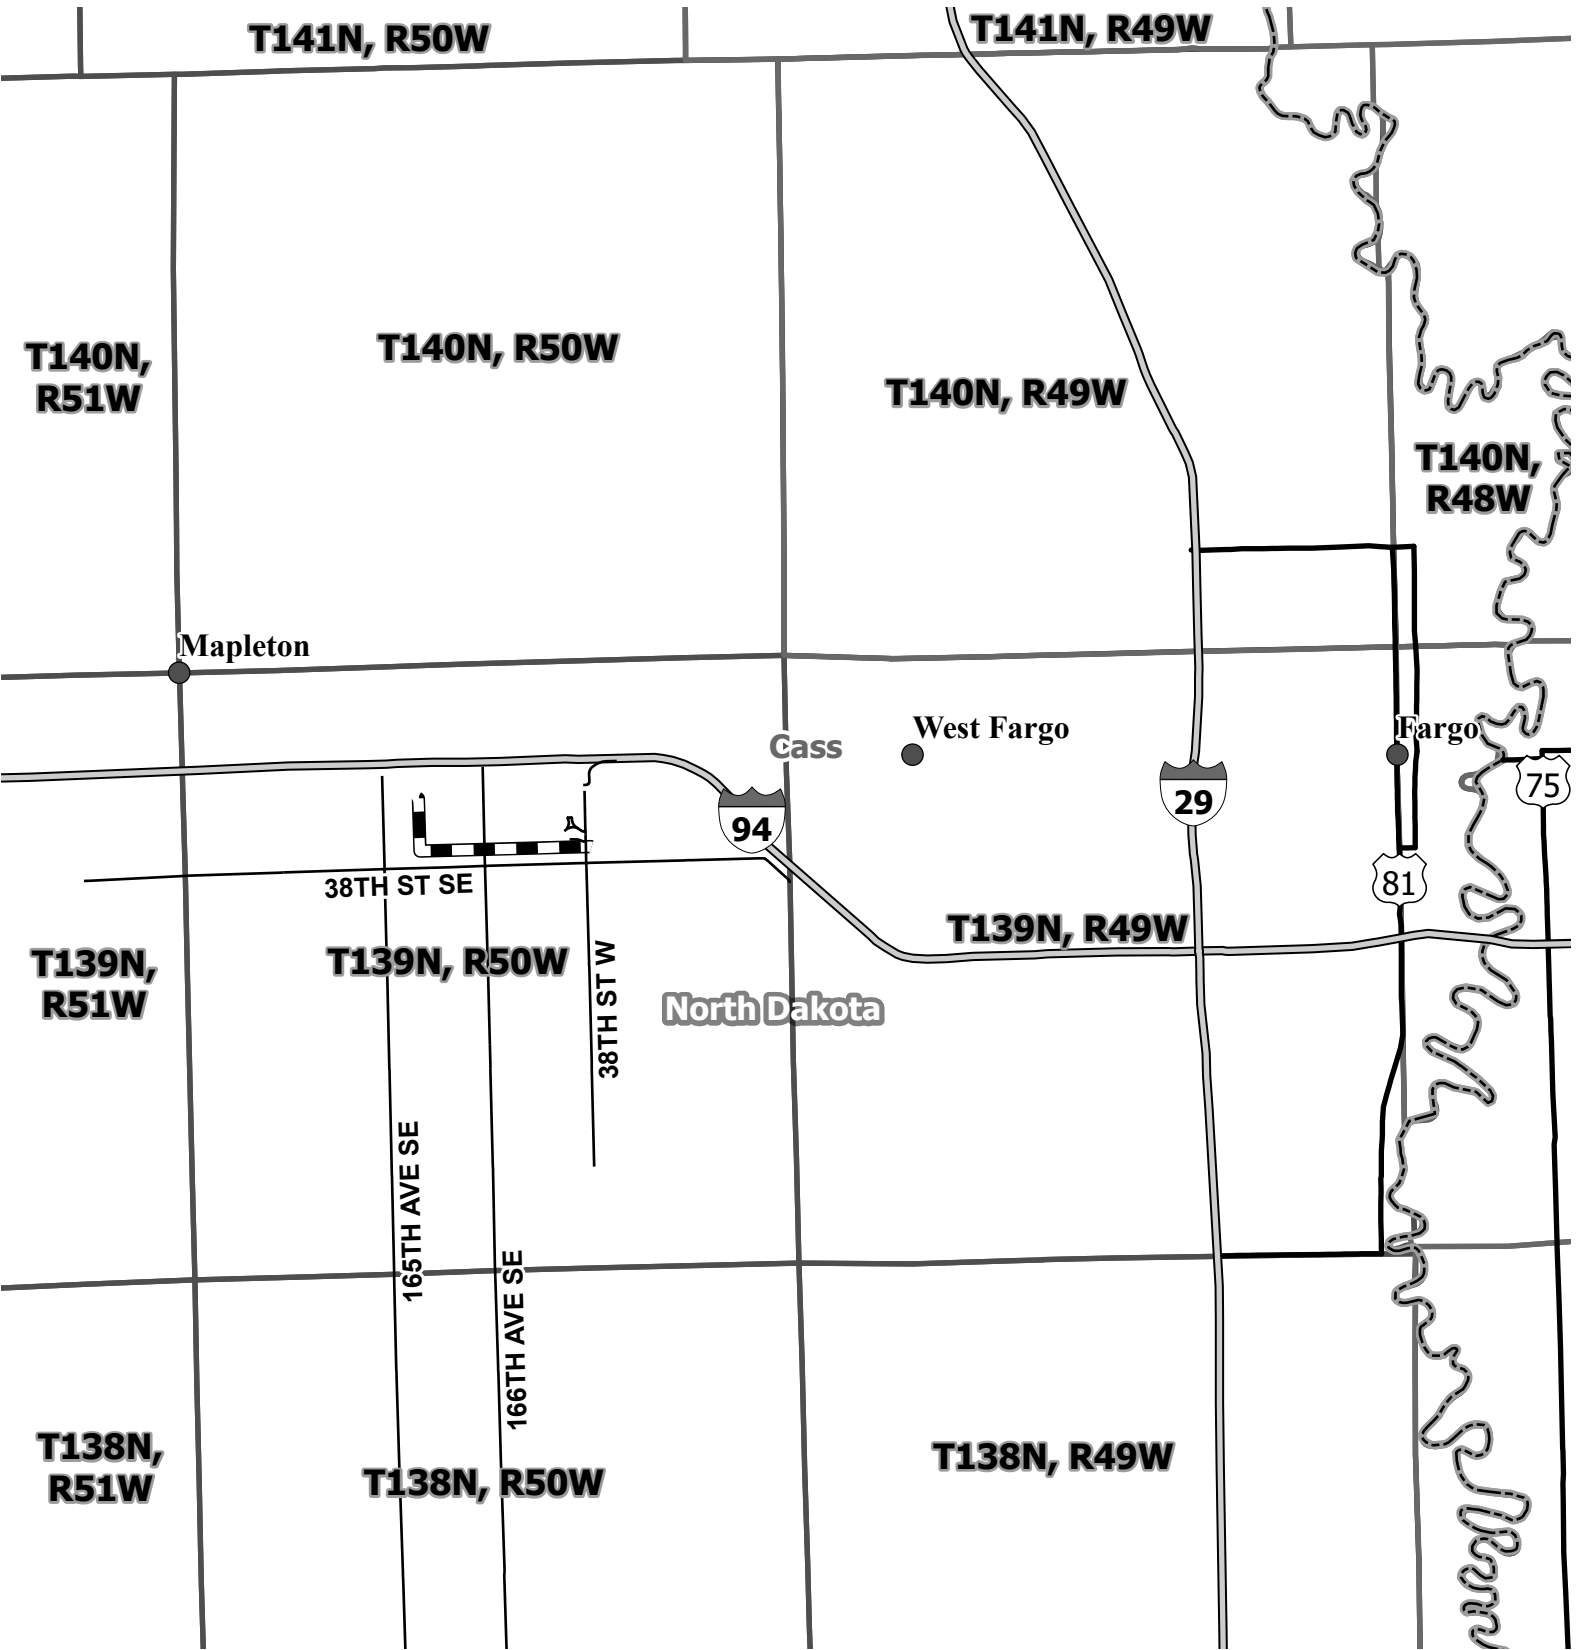 T141N, R50W
T141N, R49W
T140N,
R51W
T140N, R50W
T140N, R49W
T140N,
R48W
Mapleton
West Fargo
Fargo
Cass
75
29
94
81
38TH ST SE
T139N, R49W
T139N,
R51W
T139N, R50W
38TH ST W
North Dakota
165TH AVE SE
166TH AVE SE
T138N,
R51W
T138N, R50W
T138N, R49W